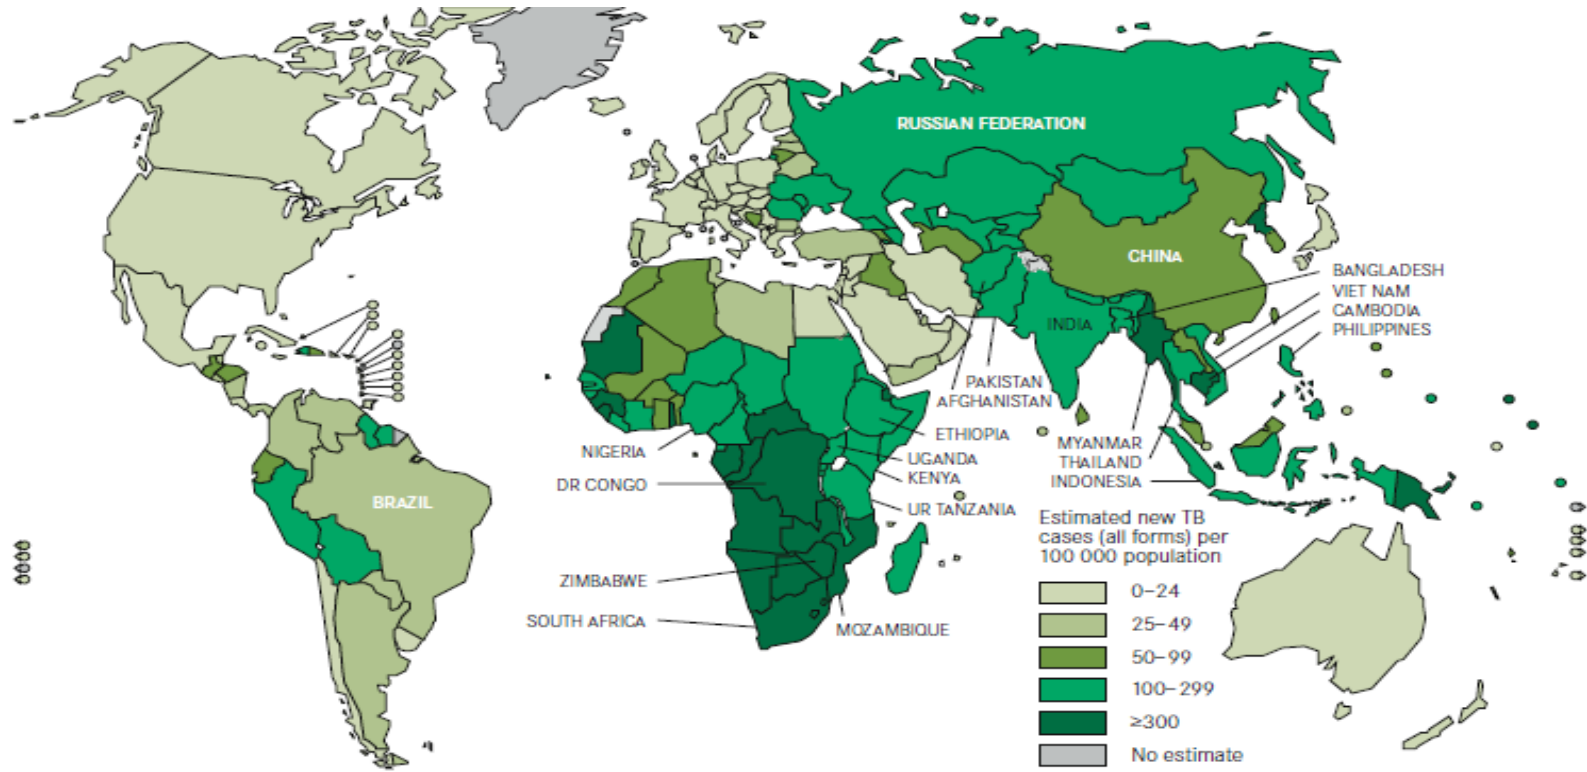 RUSSIAN FEDERATION
CHINA
BANGLADESH
VIET NAM
CAMBODIA
PHILIPPINES
INDIA
PAKISTAN
AFGHANISTAN
ETHIOPIA
NIGERIA
UGANDA
MYANMAR
THAILAND
KENYA
DR CONGO
INDONESIA
BRAZIL
UR TANZANIA
ZIMBABWE
SOUTH AFRICA
MOZAMBIQUE
Estimated new TB
cases (all forms) per
100 000 population
0–24
25–49
50–99
100–299
≥300
No estimate